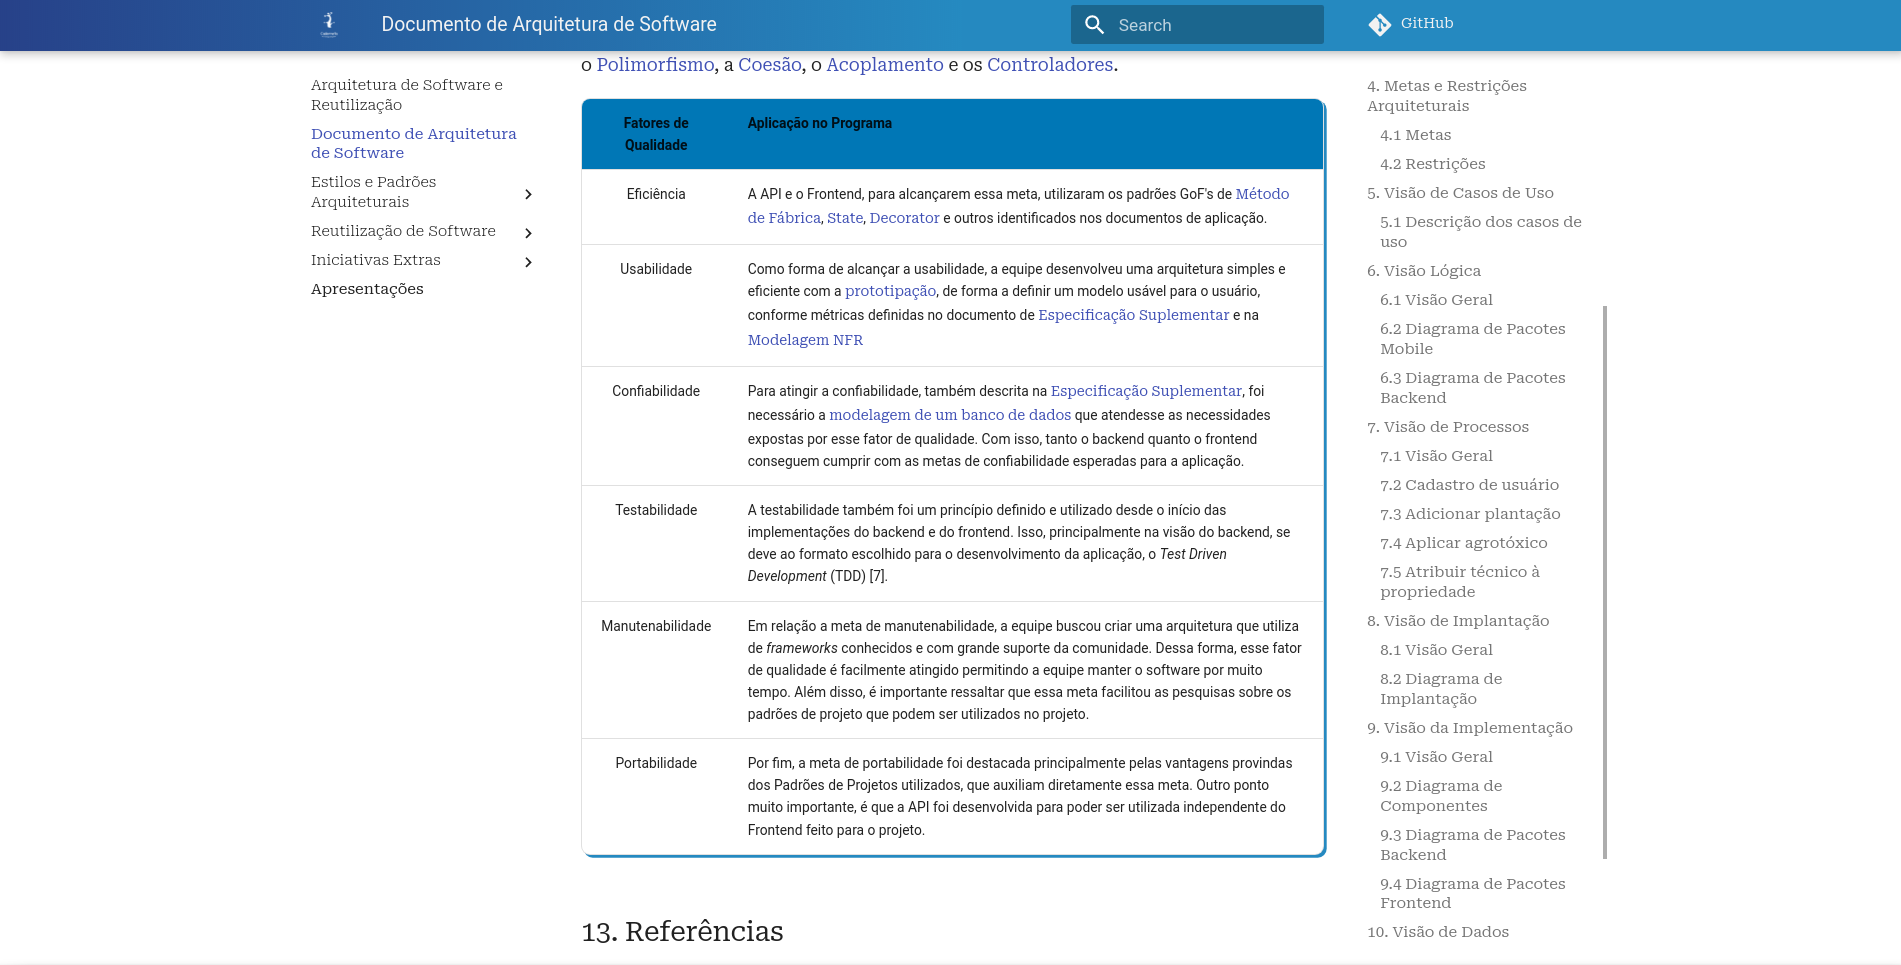 Documento de Arquitetura de Software
Search
GitHub
Arquitetura de Software e
Reutilização
Documento de Arquitetura
de Software
Estilos e Padrões
Arquiteturais
Reutilização de Software
Iniciativas Extras
Apresentações
o Polimorfismo, a Coesão, o Acoplamento e os Controladores.
Fatores de
Qualidade
Aplicação no Programa
Eficiência
A API e o Frontend, para alcançarem essa meta, utilizaram os padrões GoF's de Método
de Fábrica, State, Decorator e outros identificados nos documentos de aplicação.
Usabilidade
Como forma de alcançar a usabilidade, a equipe desenvolveu uma arquitetura simples e
eficiente com a prototipação, de forma a definir um modelo usável para o usuário,
conforme métricas definidas no documento de Especificação Suplementar e na
Modelagem NFR
Confiabilidade
Para atingir a confiabilidade, também descrita na Especificação Suplementar, foi
necessário a modelagem de um banco de dados que atendesse as necessidades
expostas por esse fator de qualidade. Com isso, tanto o backend quanto o frontend
conseguem cumprir com as metas de confiabilidade esperadas para a aplicação.
Testabilidade
A testabilidade também foi um princípio definido e utilizado desde o início das
implementações do backend e do frontend. Isso, principalmente na visão do backend, se
deve ao formato escolhido para o desenvolvimento da aplicação, o Test Driven
Development (TDD) [7].
Manutenabilidade
Em relação a meta de manutenabilidade, a equipe buscou criar uma arquitetura que utiliza
de frameworks conhecidos e com grande suporte da comunidade. Dessa forma, esse fator
de qualidade é facilmente atingido permitindo a equipe manter o software por muito
tempo. Além disso, é importante ressaltar que essa meta facilitou as pesquisas sobre os
padrões de projeto que podem ser utilizados no projeto.
Portabilidade
Por fim, a meta de portabilidade foi destacada principalmente pelas vantagens provindas
dos Padrões de Projetos utilizados, que auxiliam diretamente essa meta. Outro ponto
muito importante, é que a API foi desenvolvida para poder ser utilizada independente do
Frontend feito para o projeto.
13. Referências
4. Metas e Restrições
Arquiteturais
4.1 Metas
4.2 Restrições
5. Visão de Casos de Uso
5.1 Descrição dos casos de
uso
6. Visão Lógica
6.1 Visão Geral
6.2 Diagrama de Pacotes
Mobile
6.3 Diagrama de Pacotes
Backend
7. Visão de Processos
7.1 Visão Geral
7.2 Cadastro de usuário
7.3 Adicionar plantação
7.4 Aplicar agrotóxico
7.5 Atribuir técnico à
propriedade
8. Visão de Implantação
8.1 Visão Geral
8.2 Diagrama de
Implantação
9. Visão da Implementação
9.1 Visão Geral
9.2 Diagrama de
Componentes
9.3 Diagrama de Pacotes
Backend
9.4 Diagrama de Pacotes
Frontend
10. Visão de Dados